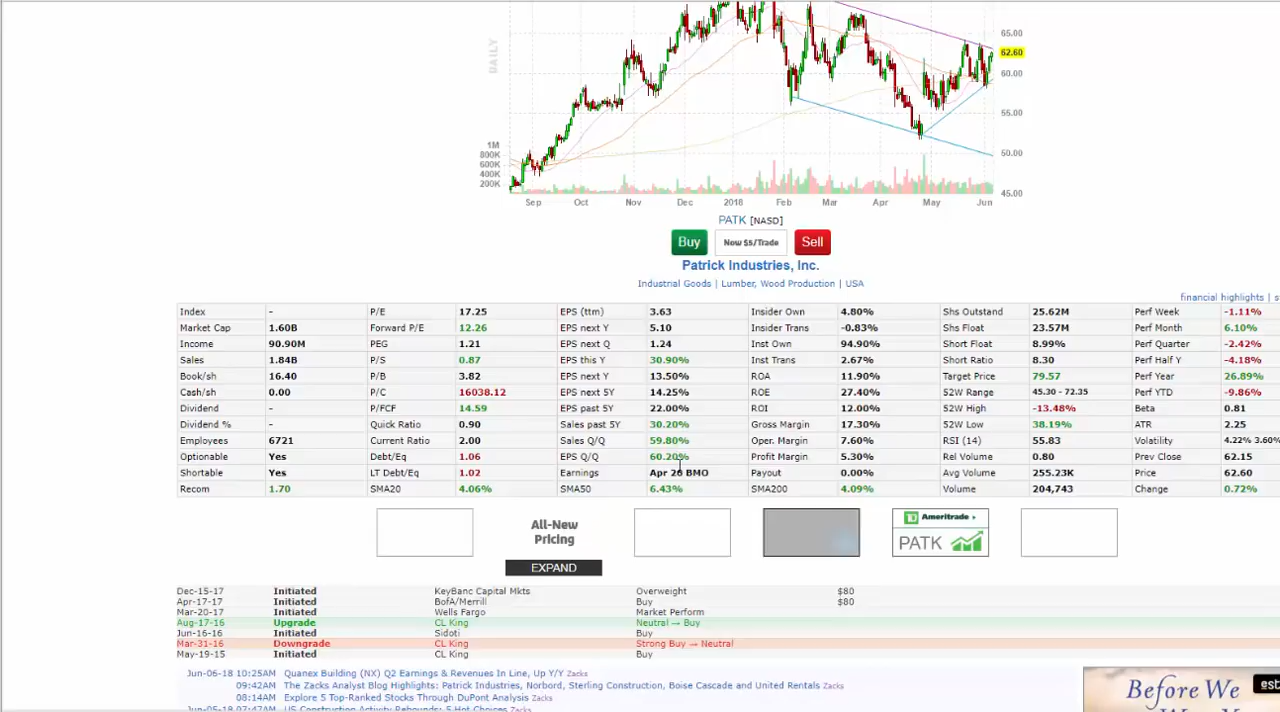 65.00
62.60
60.00
55.00
50.00
45.00
DAILY
1M
800K
600K
400K
200K
Sep Oct Nov Dec 2018 Feb Mar Apr May Jun
PATK [NASD]
Buy Now $5/Trade Sell
Patrick Industries, Inc.
Industrial Goods | Lumber, Wood Production | USA
financial highlights |
Index - P/E 17.25 EPS (ttm) 3.63 Insider Own 4.80% Shs Outstand 25.62M Perf Week -1.11%
Market Cap 1.60B Forward P/E 12.26 EPS next Y 5.10 Insider Trans -0.83% Shs Float 23.57M Perf Month 6.10%
Income 90.90M PEG 1.21 EPS next Q 1.24 Inst Own 94.90% Short Float 8.99% Perf Quarter -2.42%
Sales 1.84B P/S 0.87 EPS this Y 30.90% Inst Trans 2.67% Short Ratio 8.30 Perf Half Y -4.18%
Book/sh 16.40 P/B 3.82 EPS next Y 13.50% ROA 11.90% Target Price 79.57 Perf Year 26.89%
Cash/sh 0.00 P/C 16038.12 EPS next 5Y 14.25% ROE 27.40% 52W Range 45.30 - 72.35 Perf YTD -9.86%
Dividend - P/FCF 14.59 EPS past 5Y 22.00% ROI 12.00% 52W High -13.48% Beta 0.81
Dividend % - Quick Ratio 0.90 Sales past 5Y 30.20% Gross Margin 17.30% 52W Low 38.19% ATR 2.25
Employees 6721 Current Ratio 2.00 Sales Q/Q 59.80% Oper. Margin 7.60% RSI (14) 55.83 Volatility 4.22% 3.60%
Optionable Yes Debt/Eq 1.06 EPS Q/Q 60.20% Profit Margin 5.30% Rel Volume 0.80 Prev Close 62.15
Shortable Yes LT Debt/Eq 1.02 Earnings Apr 26 BMO Payout 0.00% Avg Volume 255.23K Price 62.60
Recom 1.70 SMA20 4.06% SMA50 6.43% SMA200 4.09% Volume 204,743 Change 0.72%
All-New
Pricing
EXPAND
Ameritrade
PATK
Dec-15-17 Initiated KeyBanc Capital Mkts Overweight $80
Apr-17-17 Initiated BofA/Merrill Buy $80
Mar-20-17 Initiated Wells Fargo Market Perform
Aug-17-16 Upgrade CL King Neutral → Buy
Jun-16-16 Initiated Sidoti Buy
Mar-31-16 Downgrade CL King Strong Buy → Neutral
May-19-15 Initiated CL King Buy
Jun-06-18 10:25AM Quanex Building (NX) Q2 Earnings & Revenues In Line, Up Y/Y Zacks
09:42AM The Zacks Analyst Blog Highlights: Patrick Industries, Norbord, Sterling Construction, Boise Cascade and United Rentals Zacks
08:14AM Explore 5 Top-Ranked Stocks Through DuPont Analysis Zacks
Jun-05-18 07:47AM US Construction Activity Rebounds: 5 Hot Choices Zacks
Before We
est